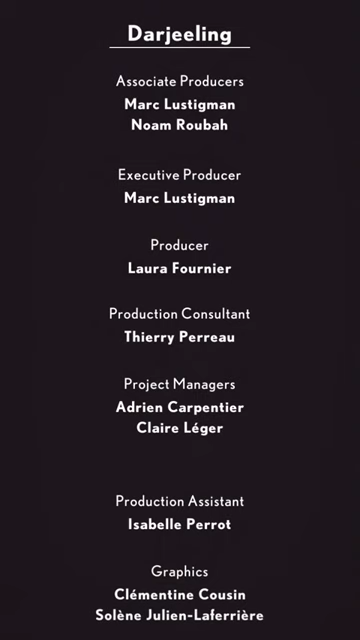 Darjeeling
Associate Producers
Marc Lustigman
Noam Roubah
Executive Producer
Marc Lustigman
Producer
Laura Fournier
Production Consultant
Thierry Perreau
Project Managers
Adrien Carpentier
Claire Léger
Production Assistant
Isabelle Perrot
Graphics
Clémentine Cousin
Solène Julien-Laferrière